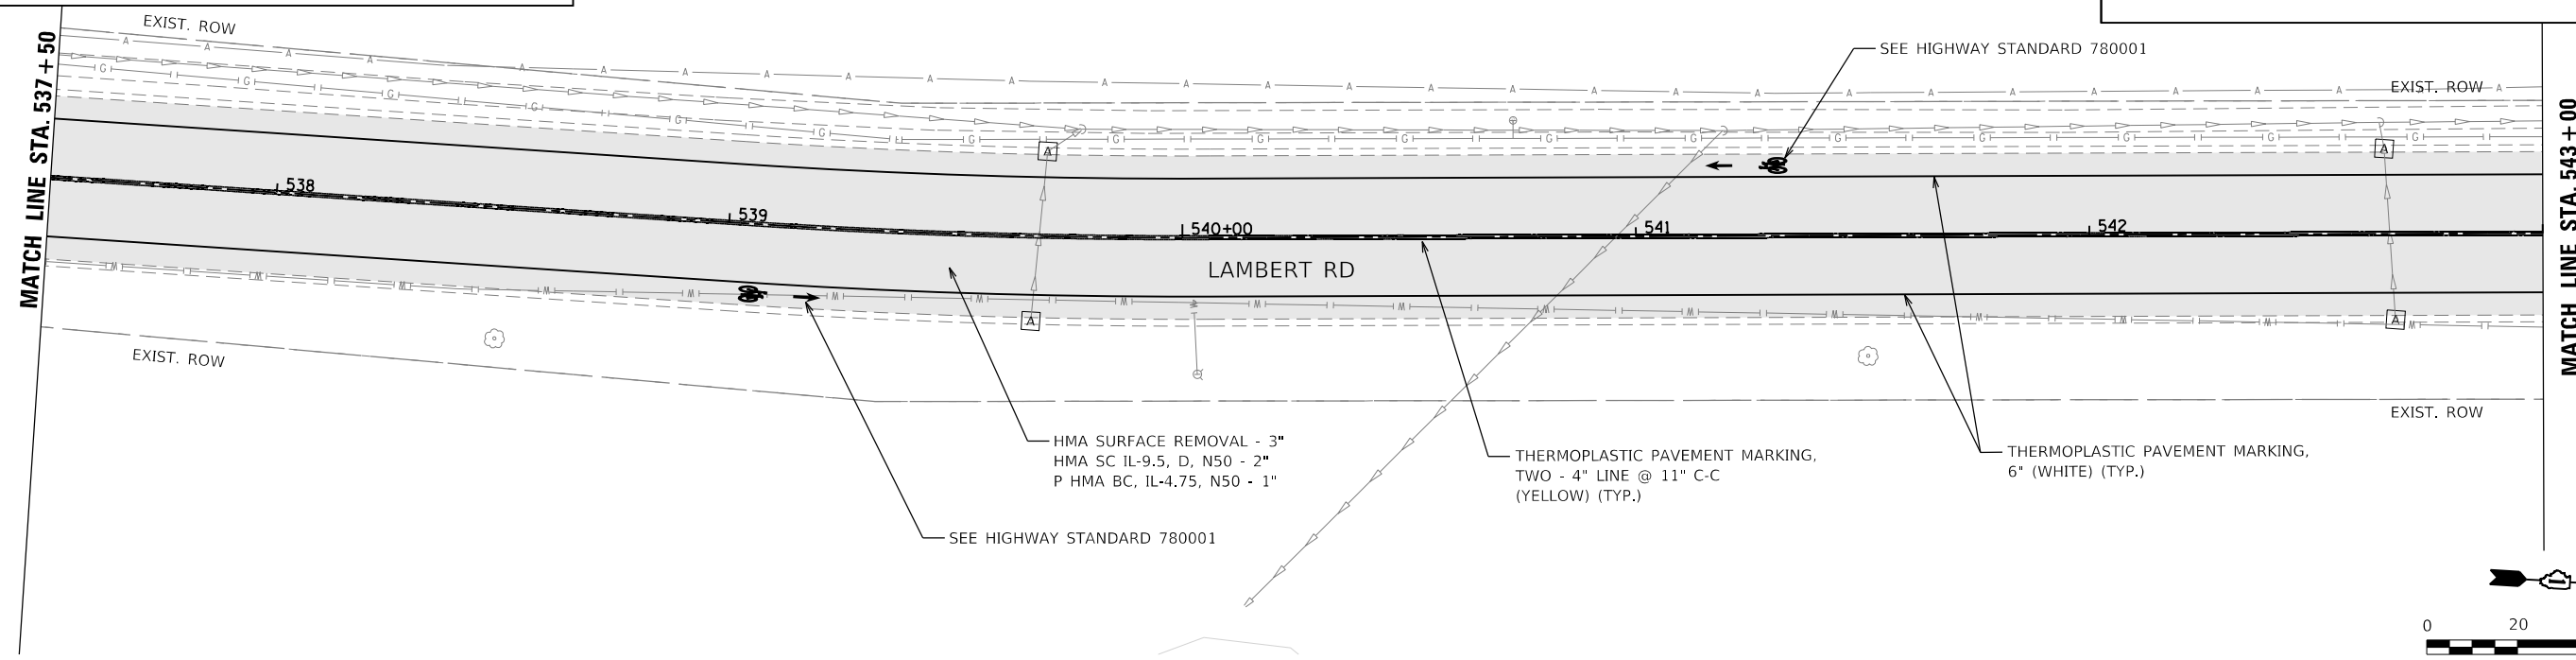 EXIST. ROW
SEE HIGHWAY STANDARD 780001
EXIST. ROW
MATCH LINE STA. 537+50
MATCH LINE STA. 543+00
A A A A A A A A A A A A A A A A A A A A A A A A A A A A A
G G G G G G G G G G G G G G G G
A
A
538
539
540+00
541
542
LAMBERT RD
W W W W W W W W W W W W W W W W
A
A
EXIST. ROW
EXIST. ROW
HMA SURFACE REMOVAL - 3"
HMA SC IL-9.5, D, N50 - 2"
P HMA BC, IL-4.75, N50 - 1"
THERMOPLASTIC PAVEMENT MARKING,
TWO - 4" LINE @ 11" C-C
(YELLOW) (TYP.)
THERMOPLASTIC PAVEMENT MARKING,
6" (WHITE) (TYP.)
SEE HIGHWAY STANDARD 780001
0 20